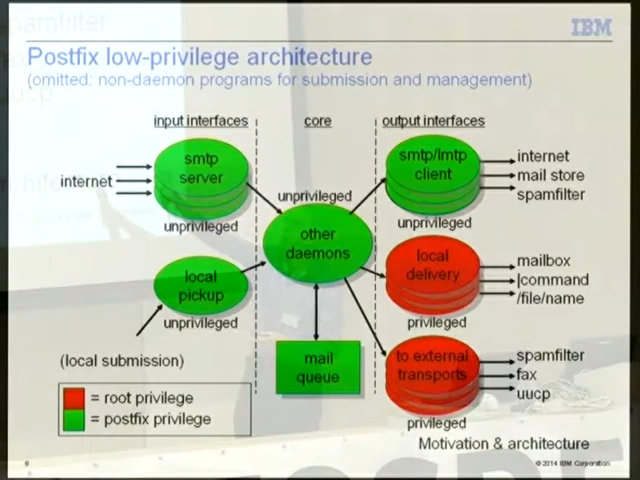 IBM
Postfix low-privilege architecture
(omitted: non-daemon programs for submission and management)
input interfaces
core
output interfaces
internet
smtp
server
unprivileged
local
pickup
unprivileged
(local submission)
unprivileged
other
daemons
mail
queue
smtp/lmtp
client
unprivileged
internet
mail store
spamfilter
local
delivery
privileged
mailbox
|command
/file/name
to external
transports
privileged
spamfilter
fax
uucp
= root privilege
= postfix privilege
Motivation & architecture
© 2014 IBM Corporation